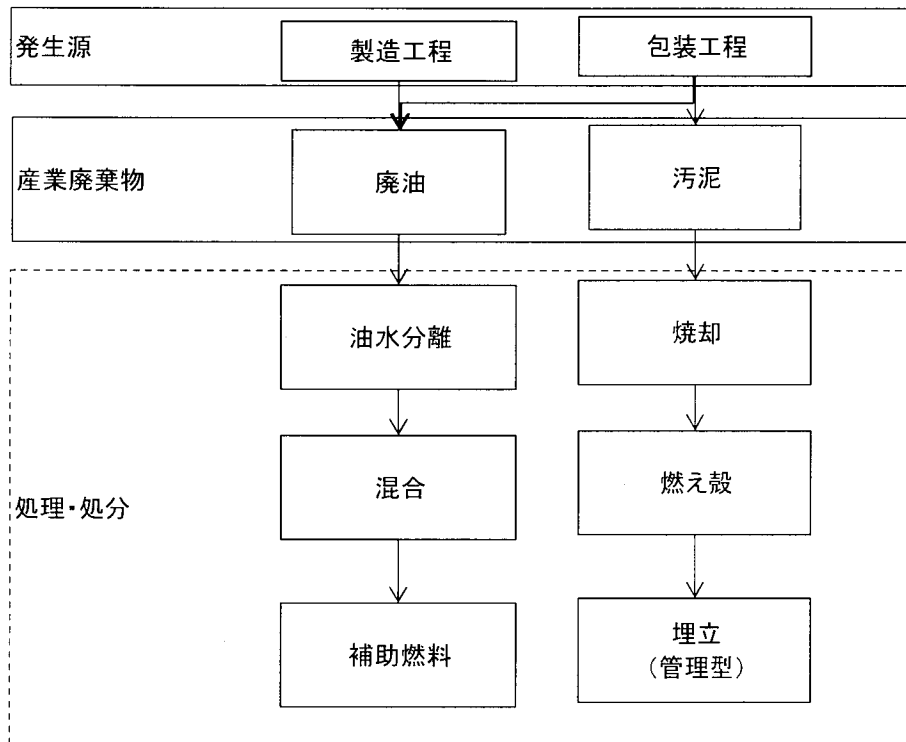 発生源
製造工程
包装工程
産業廃棄物
廃油
汚泥
油水分離
焼却
混合
燃え殻
処理・処分
補助燃料
埋立
（管理型）